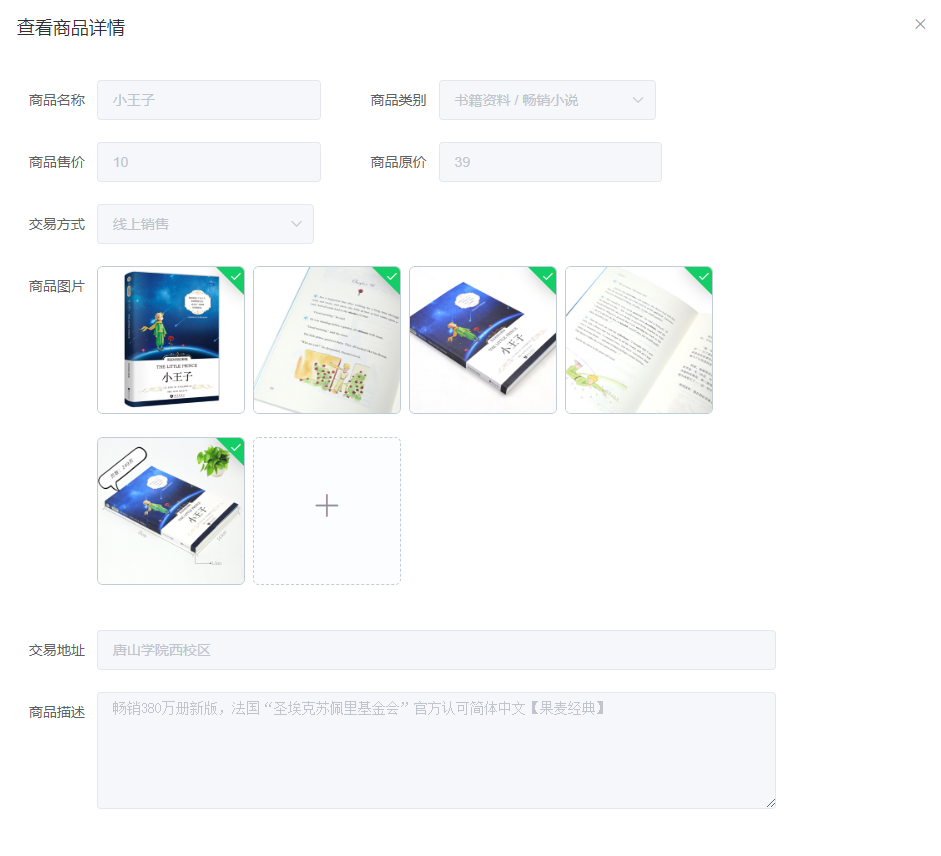 查看商品详情
商品名称 小王子 商品类别 书籍资料 / 畅销小说
商品售价 10 商品原价 39
交易方式 线上销售
商品图片
THE LITTLE PRINCE
小王子
小王子
小王子
交易地址 唐山学院西校区
商品描述 畅销380万册新版，法国“圣埃克苏佩里基金会”官方认可简体中文【果麦经典】